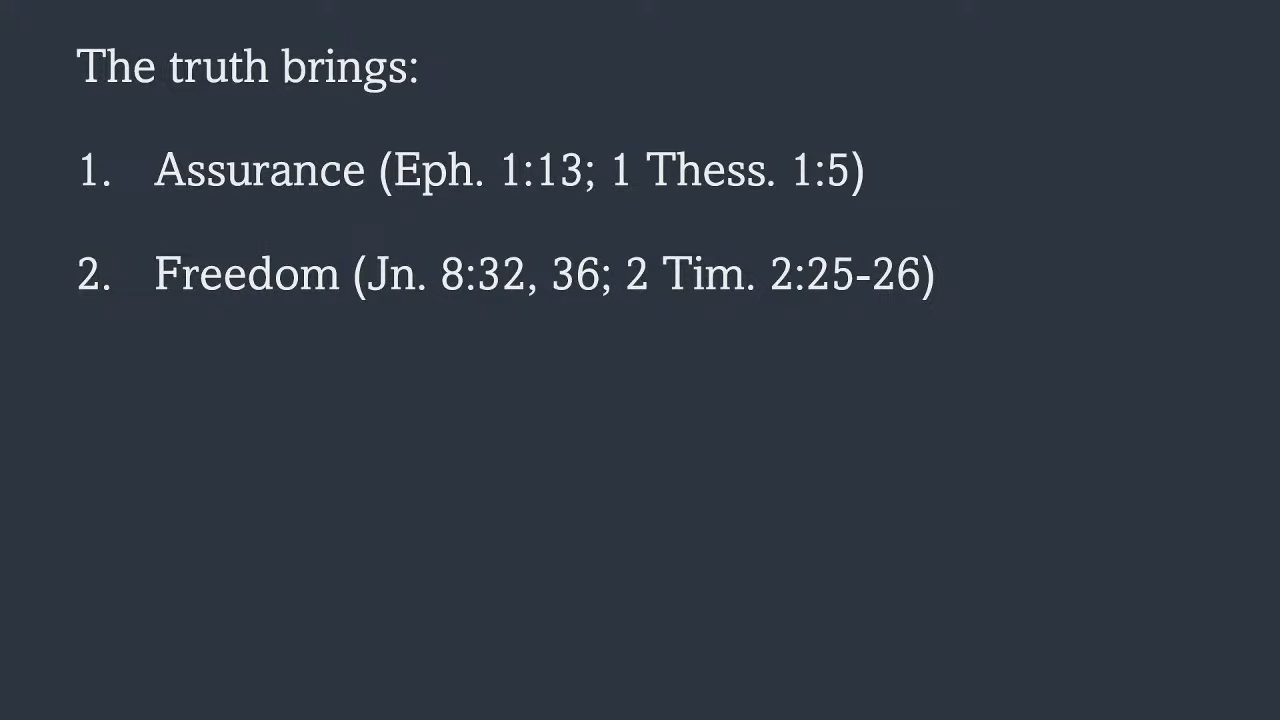 The truth brings:
1. Assurance (Eph. 1:13; 1 Thess. 1:5)
2. Freedom (Jn. 8:32, 36; 2 Tim. 2:25-26)